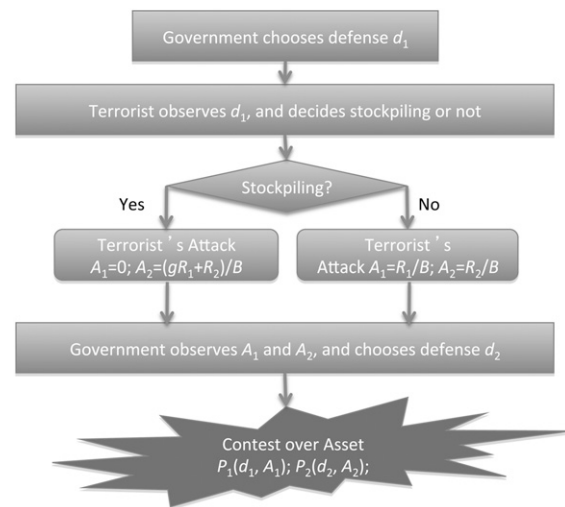 Government chooses defense d₁
Terrorist observes d₁, and decides stockpiling or not
Stockpiling?
Yes
No
Terrorist's Attack
A₁=0; A₂=(gR₁+R₂)/B
Terrorist's
Attack A₁=R₁/B; A₂=R₂/B
Government observes A₁ and A₂, and chooses defense d₂
Contest over Asset
P₁(d₁, A₁); P₂(d₂, A₂);